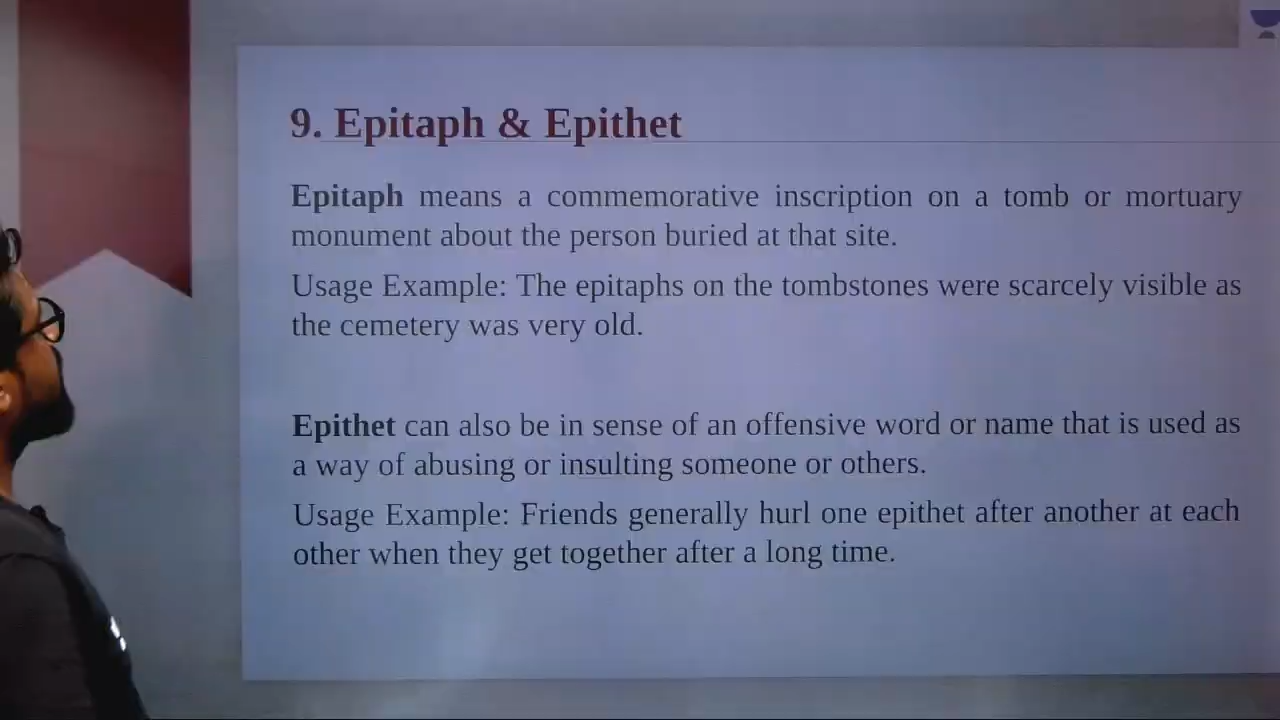 9. Epitaph & Epithet
Epitaph means a commemorative inscription on a tomb or mortuary
monument about the person buried at that site.
Usage Example: The epitaphs on the tombstones were scarcely visible as
the cemetery was very old.
Epithet can also be in sense of an offensive word or name that is used as
a way of abusing or insulting someone or others.
Usage Example: Friends generally hurl one epithet after another at each
other when they get together after a long time.